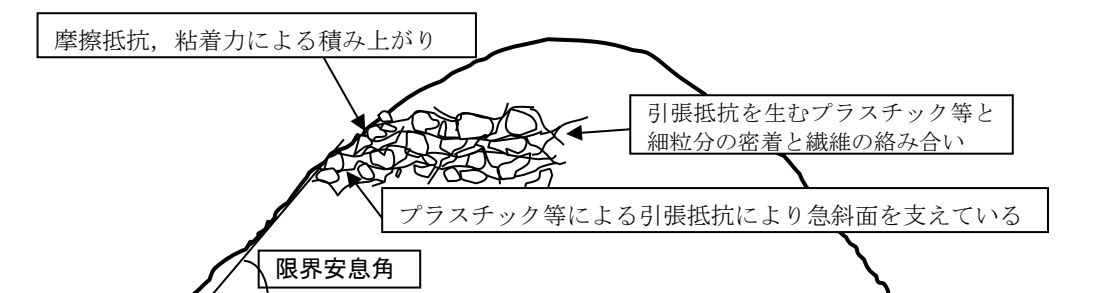 摩擦抵抗，粘着力による積み上がり
引張抵抗を生むプラスチック等と
細粒分の密着と繊維の絡み合い
プラスチック等による引張抵抗により急斜面を支えている
限界安息角